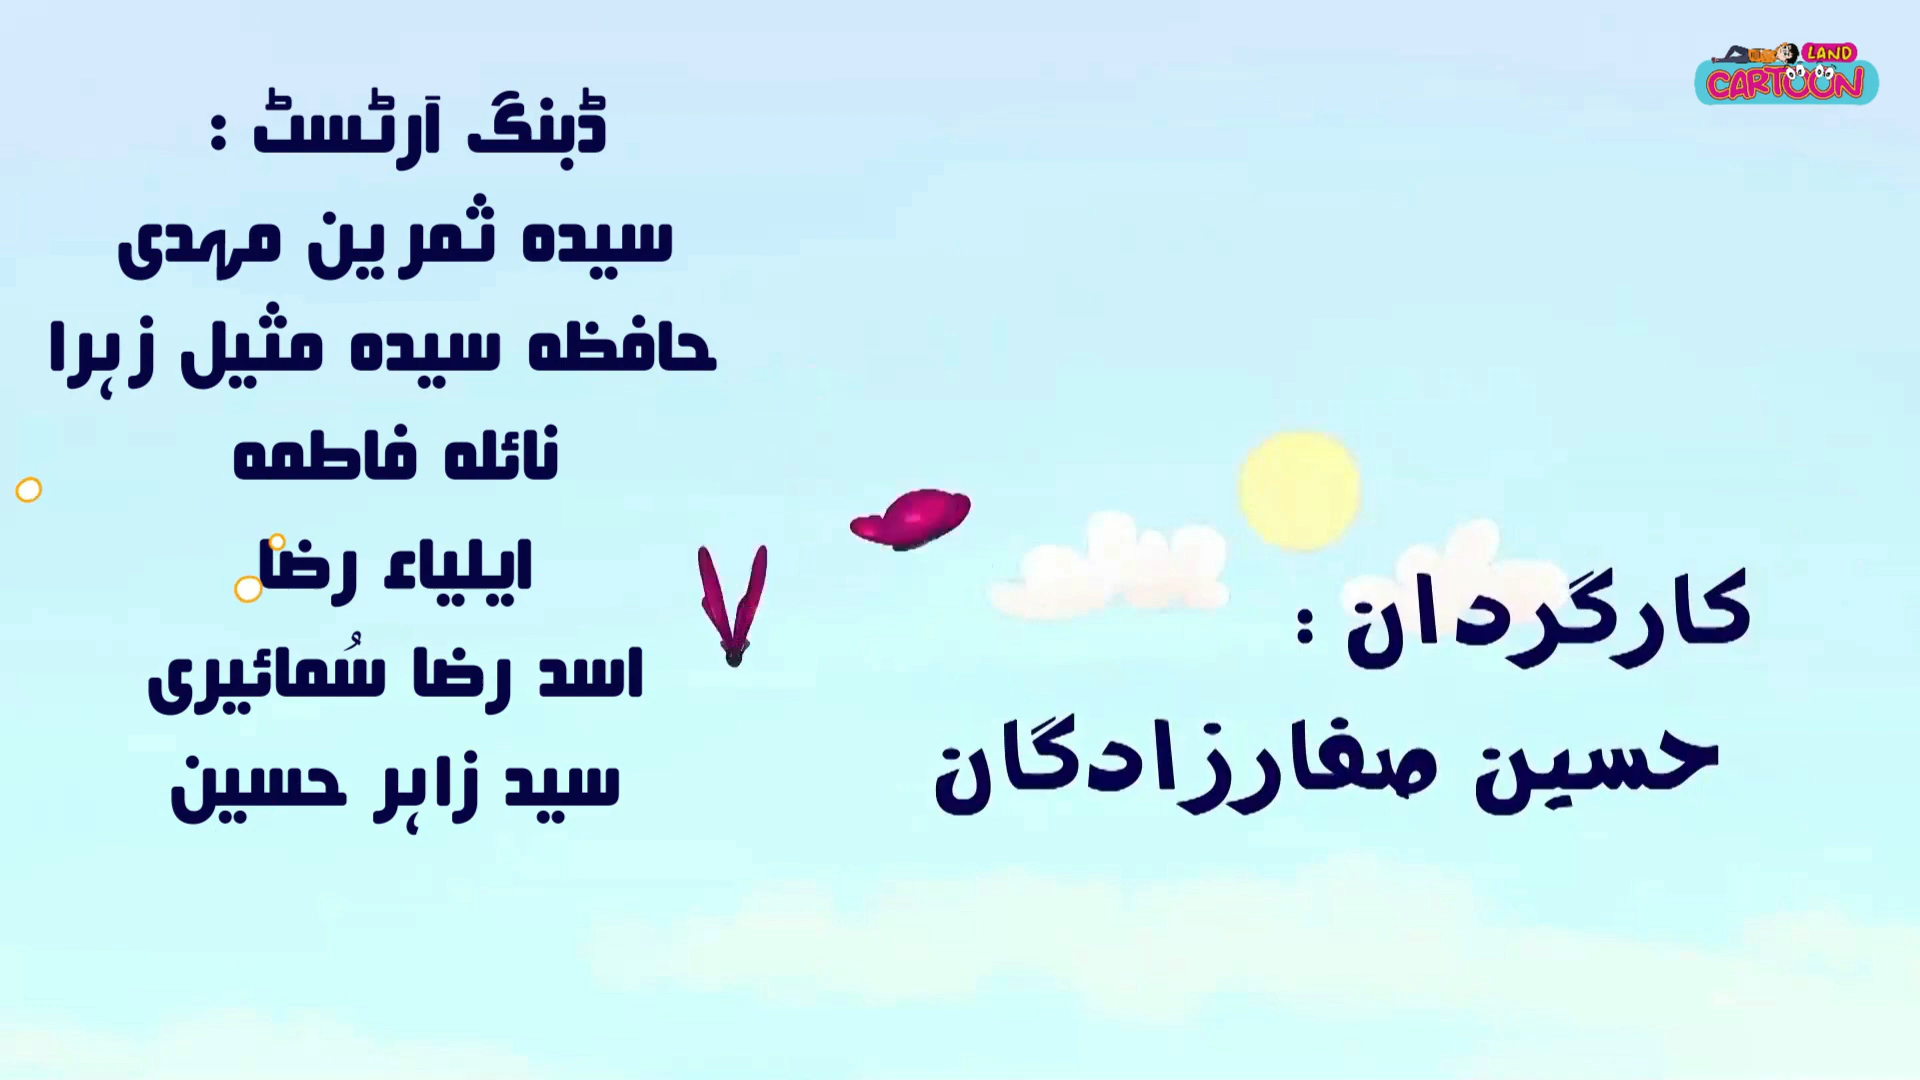 LAND
CARTOON
ڈبنگ اَرٹسٹ :
سیدہ ثمرین مہدی
حافظہ سیدہ مثیل زہرا
نائلہ فاطمہ
ایلیاء رضا
اسد رضا سُمائیری
سید زاہر حسین
کارگردان :
حسین صفارزادگان